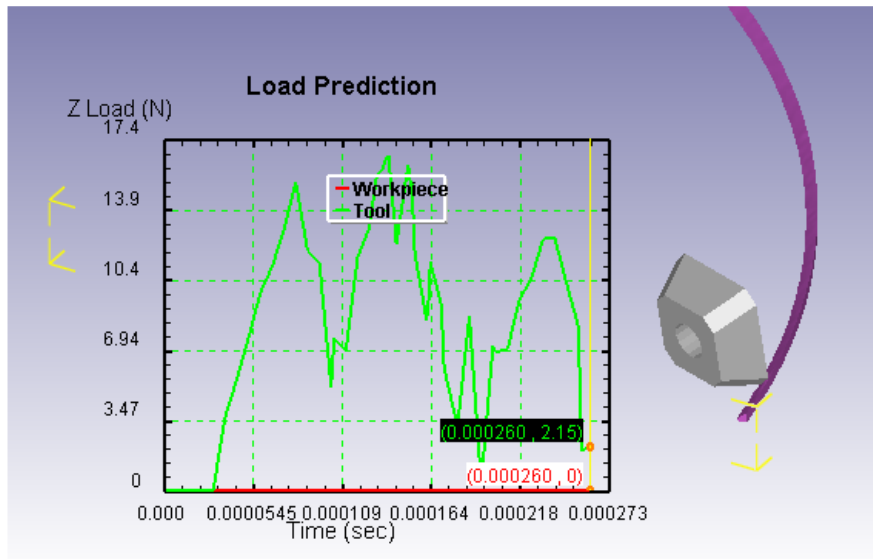 Load Prediction
Z Load (N)
17.4
Workpiece
13.9
Tool
10.4
6.94
3.47
(0.000260 , 2.15)
0
(0.000260 , 0)
0.000 0.0000545 0.000109 0.000164 0.000218 0.000273
Time (sec)